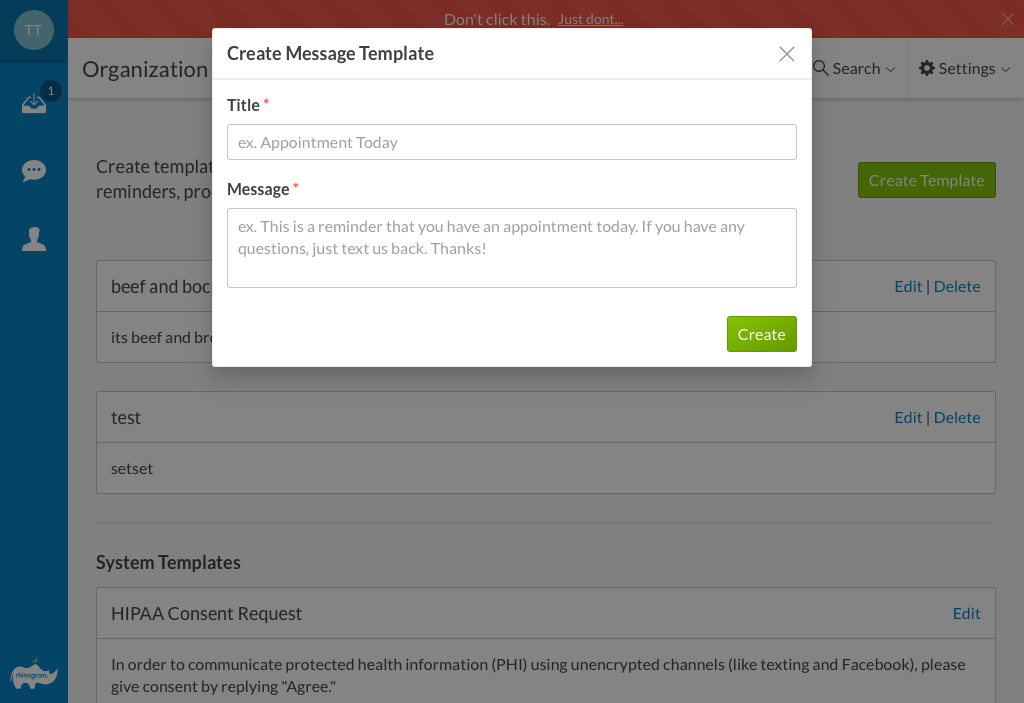 TT
Don't click this. Just dont...
1
Organization
Search
Settings
Create Message Template
Title *
ex. Appointment Today
Message *
ex. This is a reminder that you have an appointment today. If you have any
questions, just text us back. Thanks!
Create
Create templat
reminders, pro
Create Template
beef and boc
Edit | Delete
its beef and bro
test
Edit | Delete
setset
System Templates
HIPAA Consent Request
Edit
In order to communicate protected health information (PHI) using unencrypted channels (like texting and Facebook), please
give consent by replying "Agree."
rhinogram